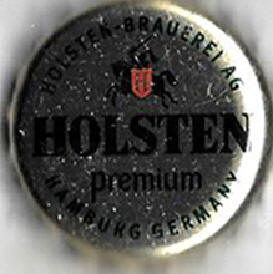 HOLSTEN-BRAUEREI AG
HOLSTEN
premium
HAMBURG GERMANY